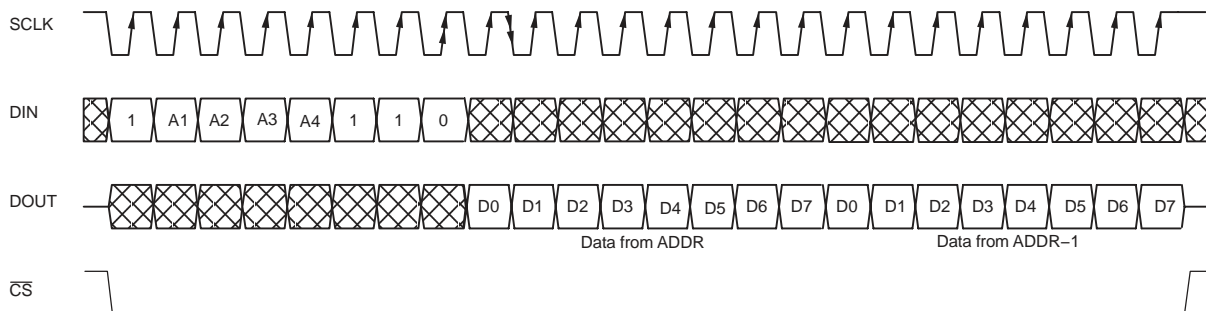 SCLK
DIN 1 A1 A2 A3 A4 1 1 0
DOUT D0 D1 D2 D3 D4 D5 D6 D7 D0 D1 D2 D3 D4 D5 D6 D7
Data from ADDR Data from ADDR−1
CS